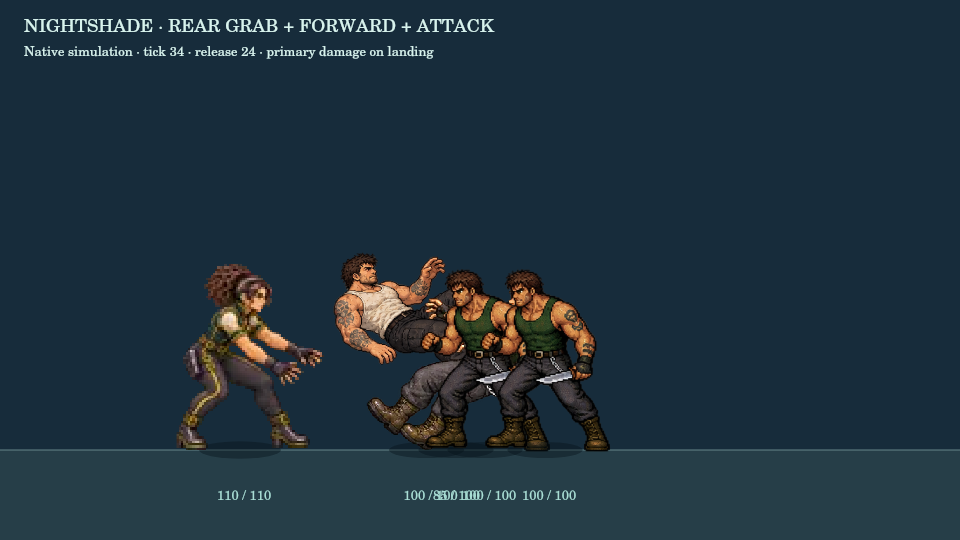 NIGHTSHADE · REAR GRAB + FORWARD + ATTACK
Native simulation · tick 34 · release 24 · primary damage on landing
110 / 110 100 / 100 / 100 100 / 100